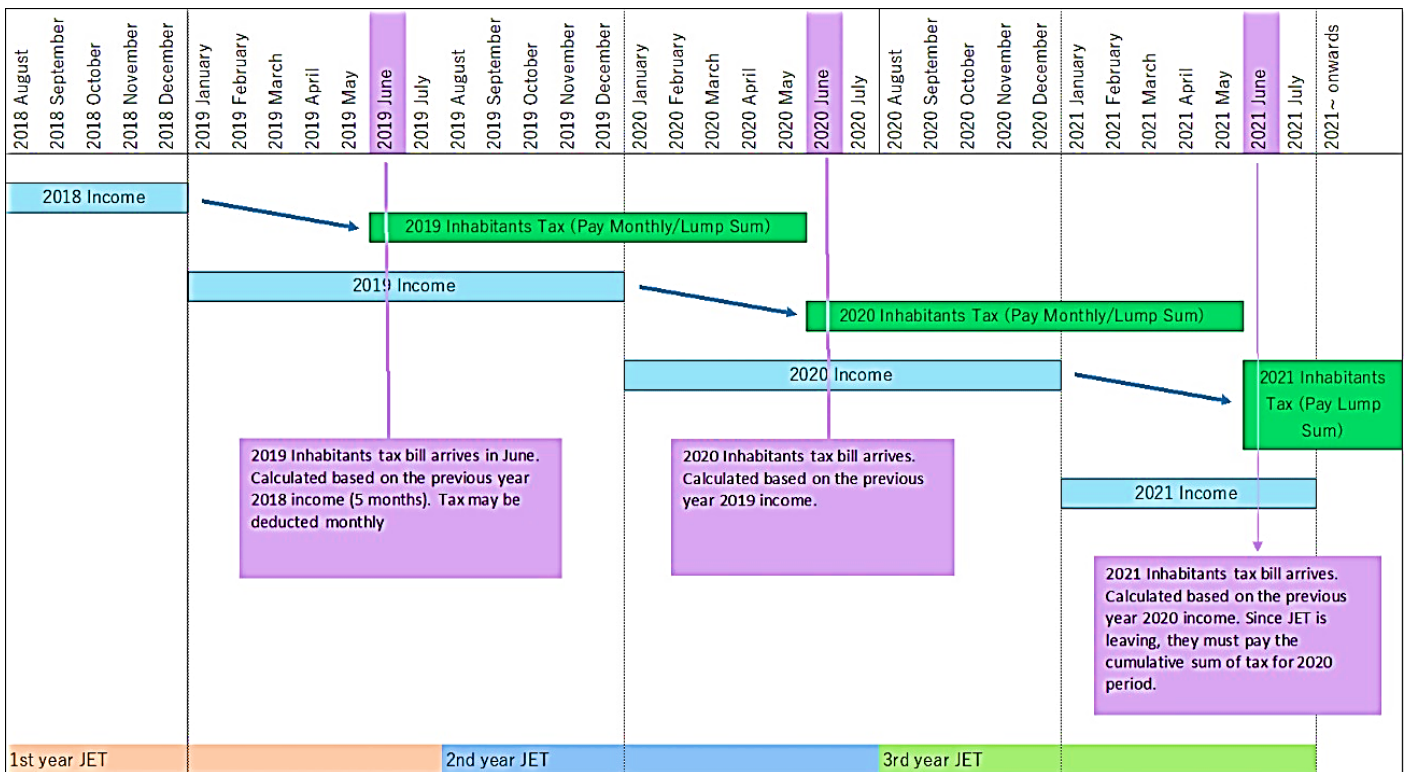 2018 August
2018 September
2018 October
2018 November
2018 December
2019 January
2019 February
2019 March
2019 April
2019 May
2019 June
2019 July
2019 August
2019 September
2019 October
2019 November
2019 December
2020 January
2020 February
2020 March
2020 April
2020 May
2020 June
2020 July
2020 August
2020 September
2020 October
2020 November
2020 December
2021 January
2021 February
2021 March
2021 April
2021 May
2021 June
2021 July
2021~ onwards
2018 Income
2019 Inhabitants Tax (Pay Monthly/Lump Sum)
2019 Income
2020 Inhabitants Tax (Pay Monthly/Lump Sum)
2020 Income
2021 Inhabitants
Tax (Pay Lump
Sum)
2019 Inhabitants tax bill arrives in June.
Calculated based on the previous year
2018 income (5 months). Tax may be
deducted monthly
2020 Inhabitants tax bill arrives.
Calculated based on the previous
year 2019 income.
2021 Income
2021 Inhabitants tax bill arrives.
Calculated based on the previous
year 2020 income. Since JET is
leaving, they must pay the
cumulative sum of tax for 2020
period.
1st year JET
2nd year JET
3rd year JET